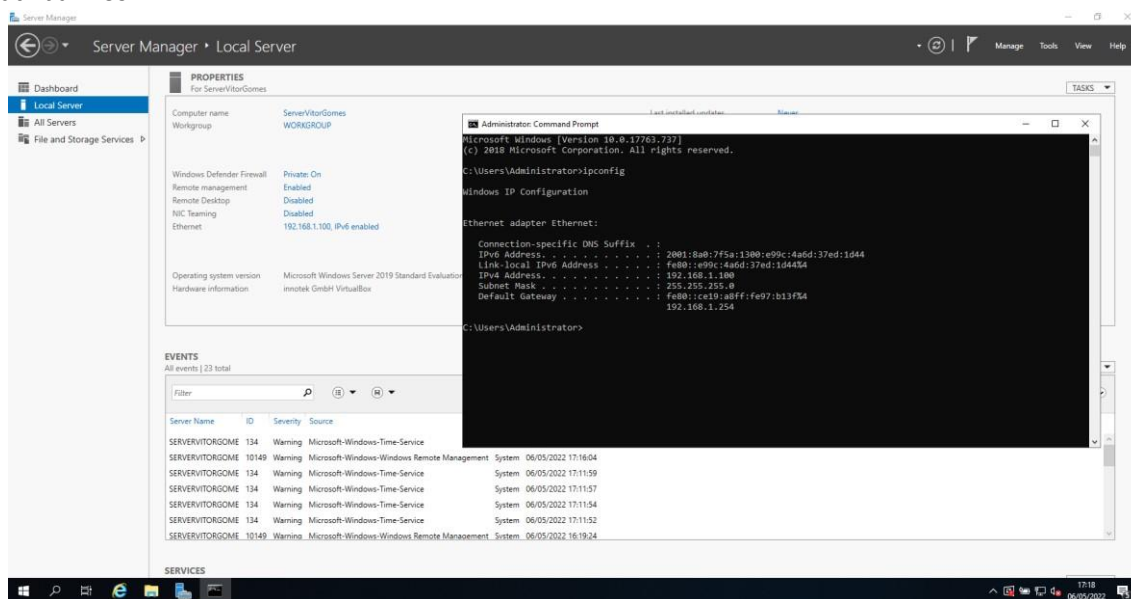 Server Manager
Server Manager • Local Server
Manage Tools View Help
Dashboard
Local Server
All Servers
File and Storage Services
PROPERTIES
For ServerVitorGomes
TASKS
Computer name ServerVitorGomes
Workgroup WORKGROUP
Last installed updates Never
Windows Defender Firewall Private: On
Remote management Enabled
Remote Desktop Disabled
NIC Teaming Disabled
Ethernet 192.168.1.100, IPv6 enabled
Operating system version Microsoft Windows Server 2019 Standard Evaluation
Hardware information innotek GmbH VirtualBox
Administrator: Command Prompt
Microsoft Windows [Version 10.0.17763.737]
(c) 2018 Microsoft Corporation. All rights reserved.
C:\Users\Administrator>ipconfig
Windows IP Configuration
Ethernet adapter Ethernet:
Connection-specific DNS Suffix . :
IPv6 Address. . . . . . . . . . . : 2001:8a0:7f5a:1300:e99c:4a6d:37ed:1d44
Link-local IPv6 Address . . . . . : fe80::e99c:4a6d:37ed:1d44%4
IPv4 Address. . . . . . . . . . . : 192.168.1.100
Subnet Mask . . . . . . . . . . . : 255.255.255.0
Default Gateway . . . . . . . . . : fe80::ce19:a8ff:fe97:b13f%4
192.168.1.254
C:\Users\Administrator>
EVENTS
All events | 23 total
Filter
Server Name ID Severity Source
SERVERVITORGOME 134 Warning Microsoft-Windows-Time-Service
SERVERVITORGOME 10149 Warning Microsoft-Windows-Windows Remote Management System 06/05/2022 17:16:04
SERVERVITORGOME 134 Warning Microsoft-Windows-Time-Service System 06/05/2022 17:11:59
SERVERVITORGOME 134 Warning Microsoft-Windows-Time-Service System 06/05/2022 17:11:57
SERVERVITORGOME 134 Warning Microsoft-Windows-Time-Service System 06/05/2022 17:11:54
SERVERVITORGOME 134 Warning Microsoft-Windows-Time-Service System 06/05/2022 17:11:52
SERVERVITORGOME 10149 Warning Microsoft-Windows-Windows Remote Management System 06/05/2022 16:19:24
SERVICES
17:18
06/05/2022